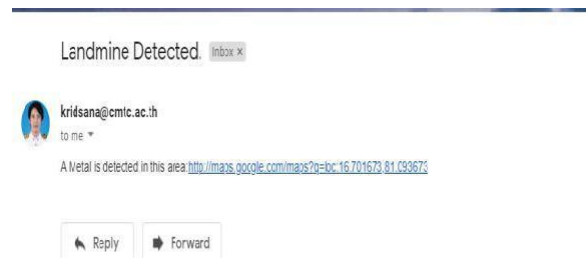 Landmine Detected. Inbox ×
kridsana@cmtc.ac.th
to me
A Metal is detected in this area:http://maps.google.com/maps?q=loc:16.701673,81.093673
Reply Forward